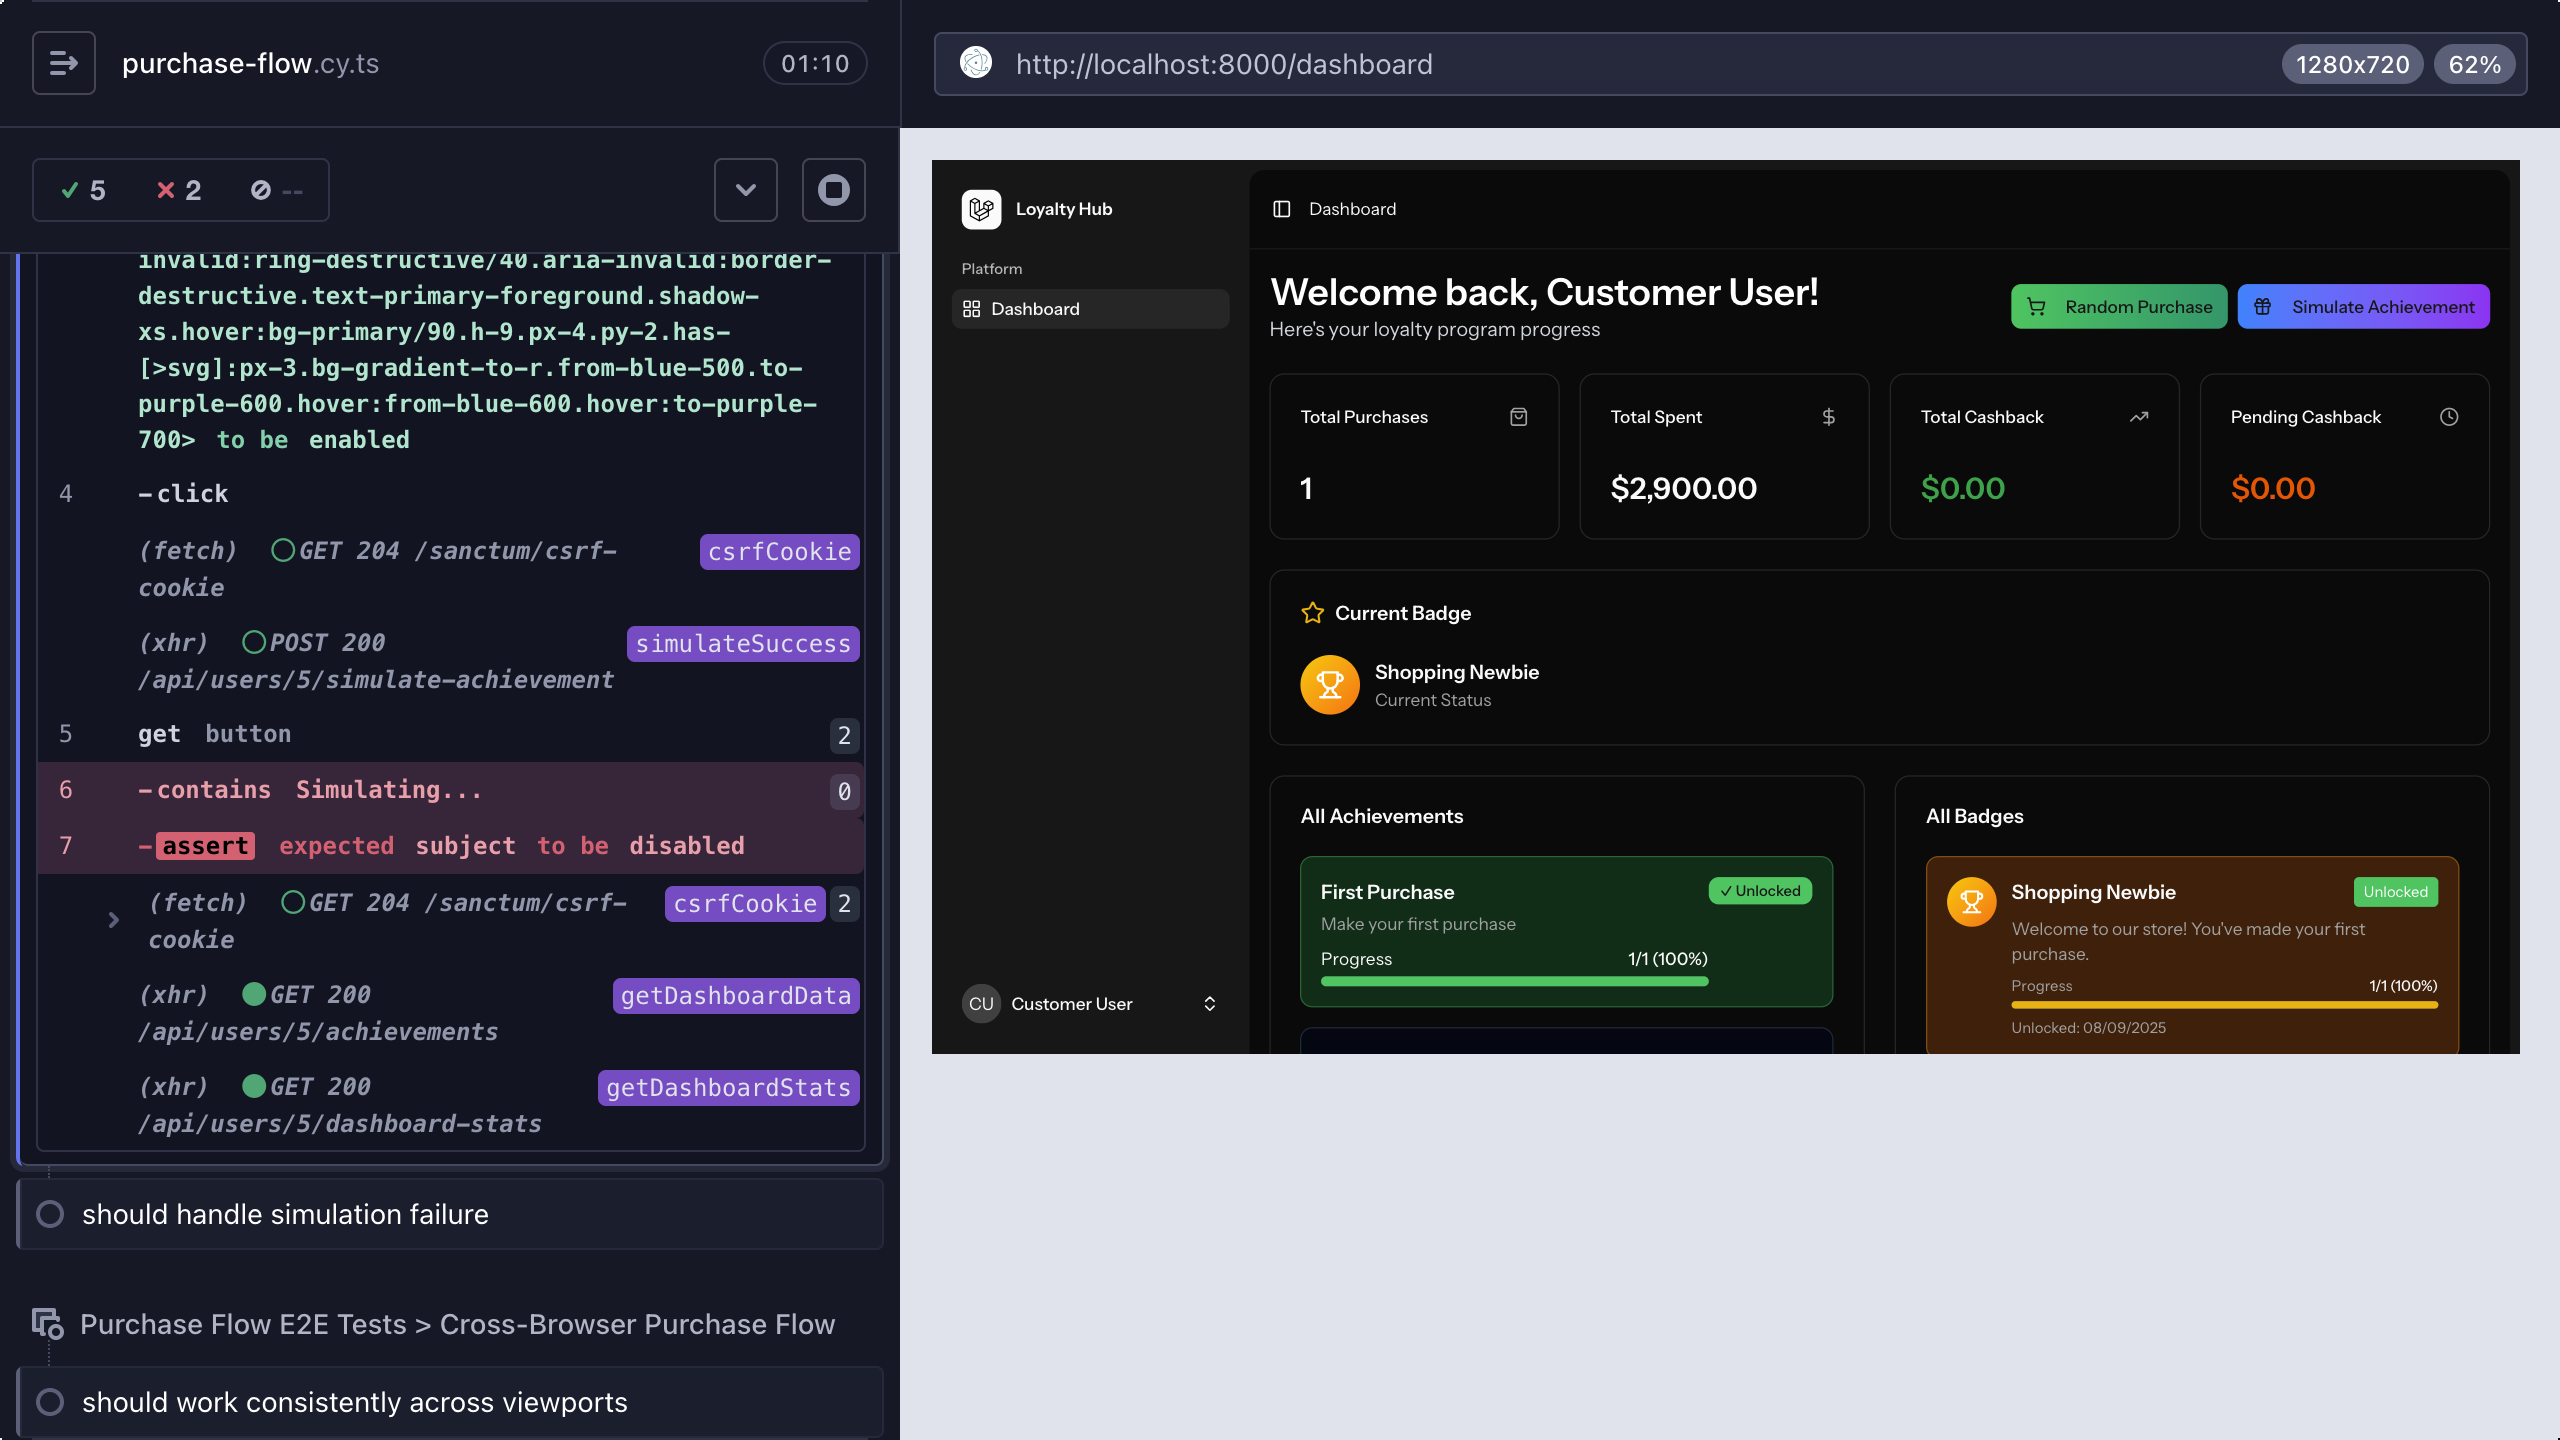 purchase-flow.cy.ts
01:10
5
2
--
invalid:ring-destructive/40.aria-invalid:border-
destructive.text-primary-foreground.shadow-
xs.hover:bg-primary/90.h-9.px-4.py-2.has-
[>svg]:px-3.bg-gradient-to-r.from-blue-500.to-
purple-600.hover:from-blue-600.hover:to-purple-
700> to be enabled
4 -click
(fetch) GET 204 /sanctum/csrf-
cookie
csrfCookie
(xhr) POST 200
/api/users/5/simulate-achievement
simulateSuccess
5 get button 2
6 -contains Simulating... 0
7 -assert expected subject to be disabled
(fetch) GET 204 /sanctum/csrf-
cookie
csrfCookie 2
(xhr) GET 200
/api/users/5/achievements
getDashboardData
(xhr) GET 200
/api/users/5/dashboard-stats
getDashboardStats
should handle simulation failure
Purchase Flow E2E Tests > Cross-Browser Purchase Flow
should work consistently across viewports
http://localhost:8000/dashboard
1280x720
62%
Loyalty Hub
Platform
Dashboard
CU
Customer User
Dashboard
Welcome back, Customer User!
Here's your loyalty program progress
Random Purchase
Simulate Achievement
Total Purchases
1
Total Spent
$2,900.00
Total Cashback
$0.00
Pending Cashback
$0.00
Current Badge
Shopping Newbie
Current Status
All Achievements
First Purchase
✓ Unlocked
Make your first purchase
Progress
1/1 (100%)
All Badges
Shopping Newbie
Unlocked
Welcome to our store! You've made your first
purchase.
Progress
1/1 (100%)
Unlocked: 08/09/2025